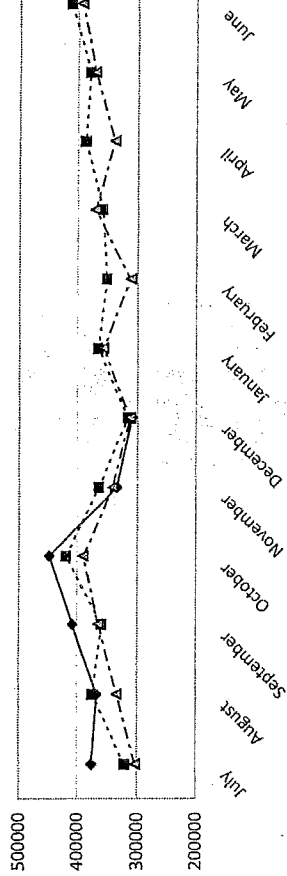 500000
400000
300000
200000
July
August
September
October
November
December
January
February
March
April
May
June